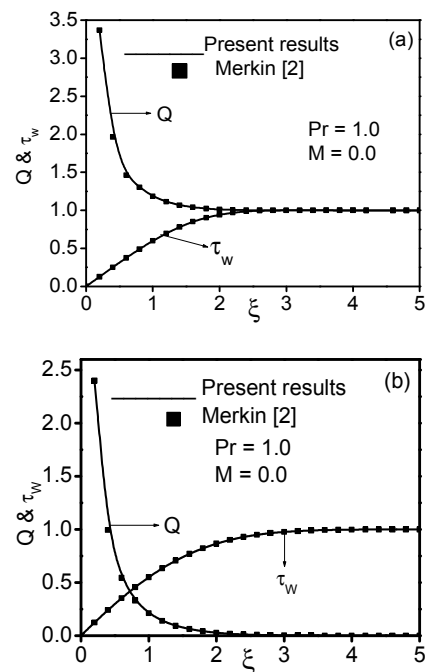 3.5
(a)
Present results
3.0
Merkin [2]
2.5
Q
Q & τw
2.0
Pr = 1.0
M = 0.0
1.5
1.0
0.5
τw
0.0
0 1 2 3 4 5
ξ
2.5
(b)
Present results
Merkin [2]
2.0
Pr = 1.0
M = 0.0
1.5
Q & τW
1.0
Q
0.5
τW
0.0
0 1 2 3 4 5
ξ